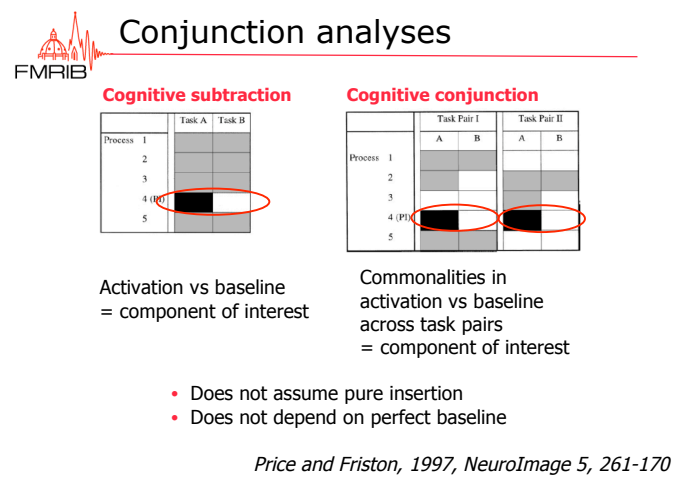 Conjunction analyses
FMRIB
Cognitive subtraction
Task A Task B
Process 1
2
3
4 (PI)
5
Cognitive conjunction
Task Pair I Task Pair II
A B A B
Process 1
2
3
4 (PI)
5
Activation vs baseline
= component of interest
Commonalities in
activation vs baseline
across task pairs
= component of interest
• Does not assume pure insertion
• Does not depend on perfect baseline
Price and Friston, 1997, NeuroImage 5, 261-170